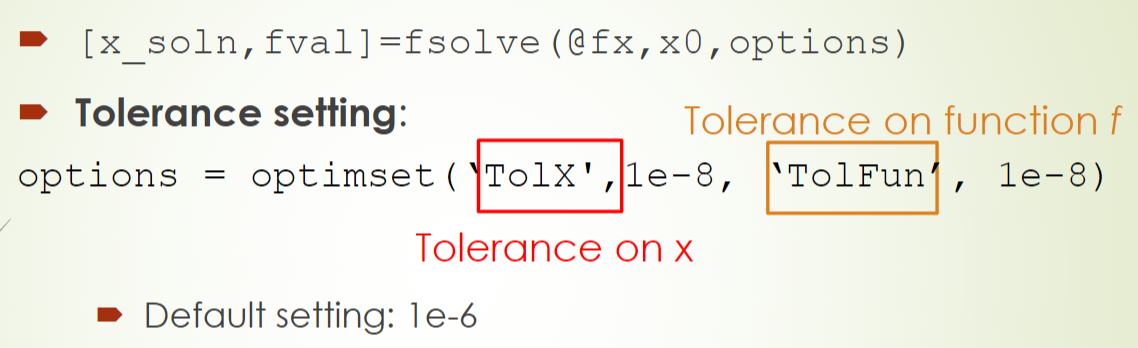 [x_soln,fval]=fsolve(@fx,x0,options)
Tolerance setting:
Tolerance on function f
options = optimset(‘TolX',1e-8, ‘TolFun’, 1e-8)
Tolerance on x
Default setting: 1e-6